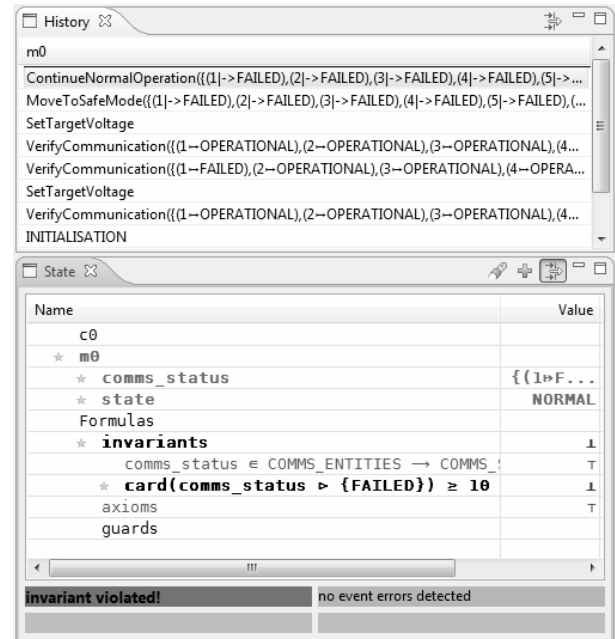 History
m0
ContinueNormalOperation({(1|->FAILED),(2|->FAILED),(3|->FAILED),(4|->FAILED),(5|->...
MoveToSafeMode({(1|->FAILED),(2|->FAILED),(3|->FAILED),(4|->FAILED),(5|->FAILED),(...
SetTargetVoltage
VerifyCommunication({(1↦OPERATIONAL),(2↦OPERATIONAL),(3↦OPERATIONAL),(4...
VerifyCommunication({(1↦FAILED),(2↦OPERATIONAL),(3↦OPERATIONAL),(4↦OPERA...
SetTargetVoltage
VerifyCommunication({(1↦OPERATIONAL),(2↦OPERATIONAL),(3↦OPERATIONAL),(4...
INITIALISATION
State
Name Value
c0
m0
comms_status {(1↦F...
state NORMAL
Formulas
invariants ⊥
comms_status ∈ COMMS_ENTITIES → COMMS_S ⊤
card(comms_status ▷ {FAILED}) ≥ 10 ⊥
axioms ⊤
guards
invariant violated! no event errors detected